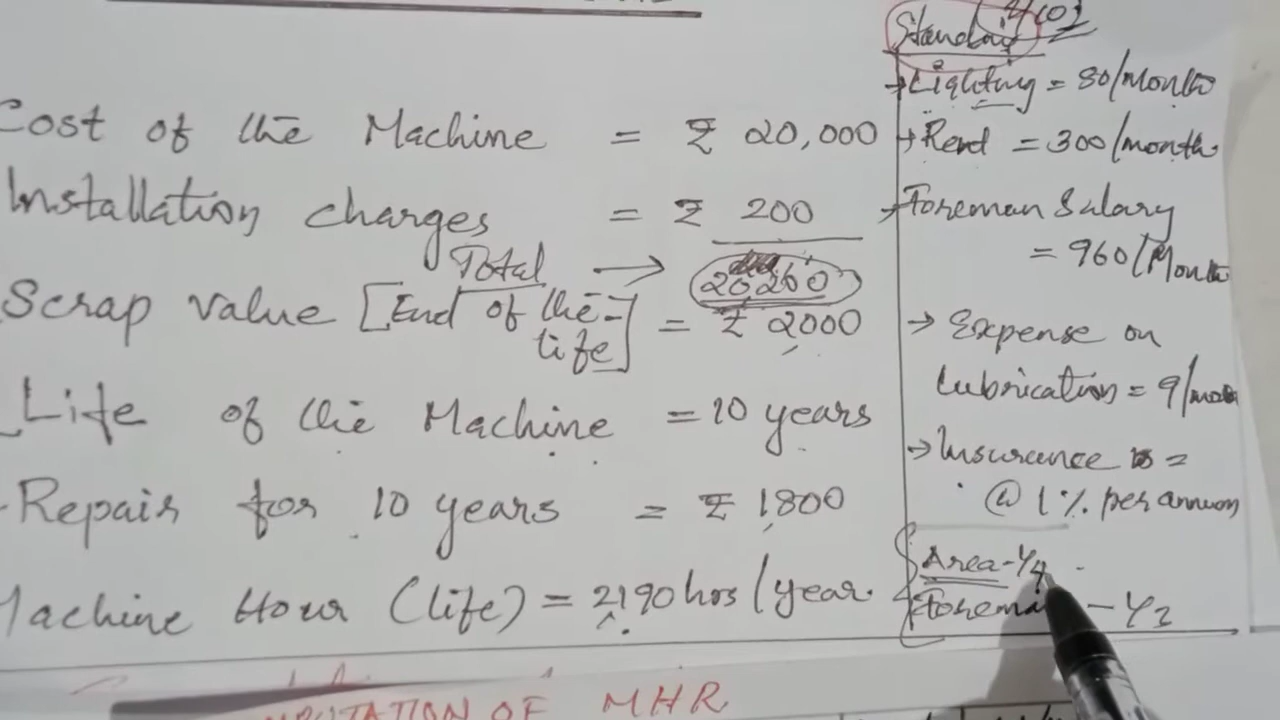 Cost of the Machine = ₹ 20,000
Installation charges = ₹ 200
Total → 20260
Scrap value [End of the life] = ₹ 2000
Life of the Machine = 10 years
Repair for 10 years = ₹ 1800
Machine Hour (life) = 2190 hrs/year.
→ Lighting = 80/Month
→ Rent = 300/month
→ Foreman Salary
= 960/Month
→ Expense on
lubrication = 9/
→ Insurance =
@ 1% per annum
Area - 1/4
Foreman - 1/2
OF MHR